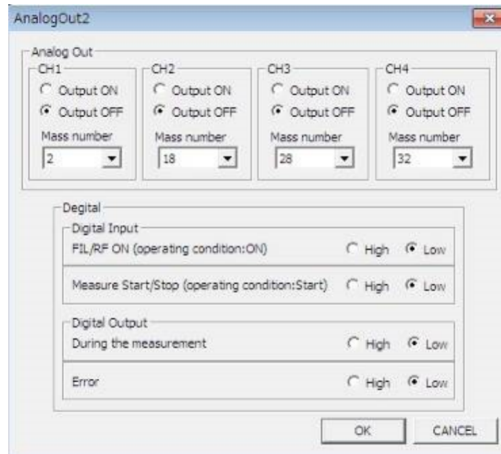 AnalogOut2
Analog Out
CH1 CH2 CH3 CH4
Output ON Output ON Output ON Output ON
Output OFF Output OFF Output OFF Output OFF
Mass number Mass number Mass number Mass number
2 18 28 32
Degital
Digital Input
FIL/RF ON (operating condition:ON) High Low
Measure Start/Stop (operating condition:Start) High Low
Digital Output
During the measurement High Low
Error High Low
OK CANCEL